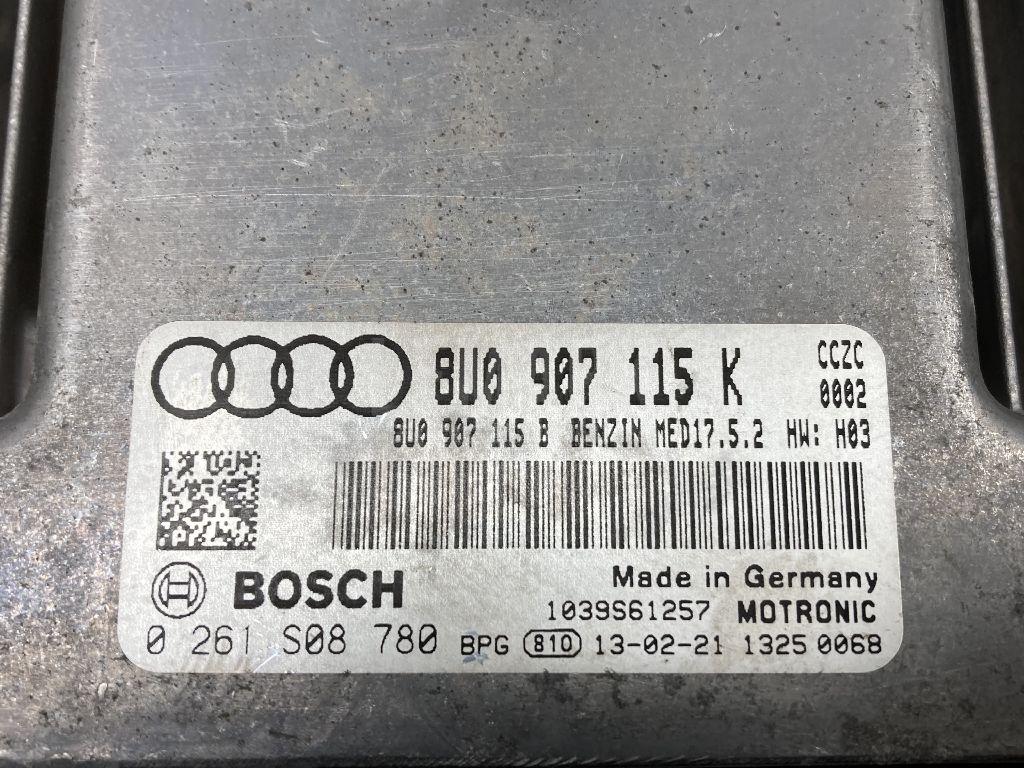 8U0 907 115 K
CCZC
0002
8U0 907 115 B BENZIN MED17.5.2 HW: H03
BOSCH
Made in Germany
1039S61257 MOTRONIC
0 261 S08 780 BPG 810 13-02-21 1325 0068